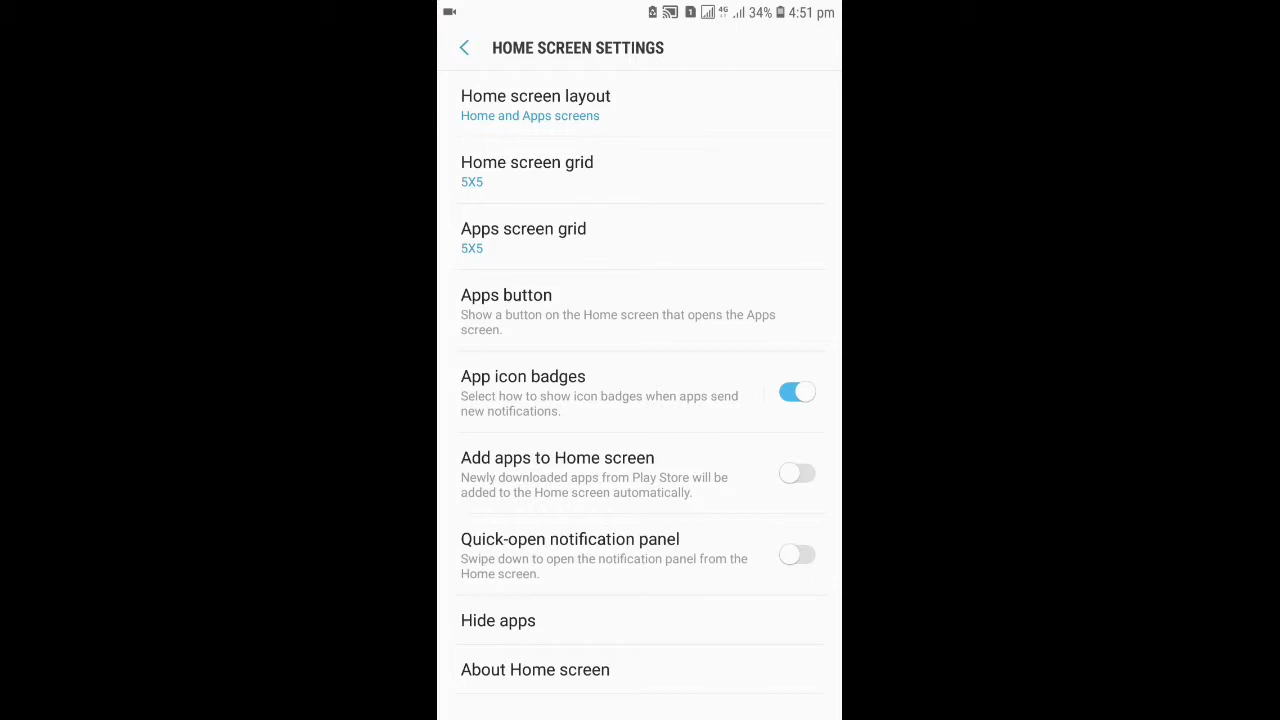 1 4G 34% 4:51 pm
HOME SCREEN SETTINGS
Home screen layout
Home and Apps screens
Home screen grid
5X5
Apps screen grid
5X5
Apps button
Show a button on the Home screen that opens the Apps
screen.
App icon badges
Select how to show icon badges when apps send
new notifications.
Add apps to Home screen
Newly downloaded apps from Play Store will be
added to the Home screen automatically.
Quick-open notification panel
Swipe down to open the notification panel from the
Home screen.
Hide apps
About Home screen